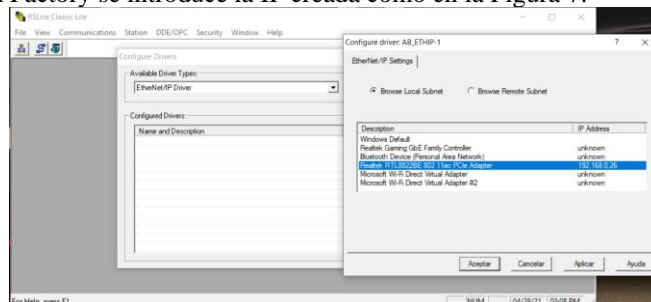 Factory se introduce la IP creada como en la Figura 7.
RSLinx Classic Lite
File View Communications Station DDE/OPC Security Window Help
Configure Drivers
Available Driver Types:
EtherNet/IP Driver
Configured Drivers:
Name and Description
Configure driver: AB_ETHIP-1
? X
EtherNet/IP Settings
Browse Local Subnet
Browse Remote Subnet
Description IP Address
Windows Default
Realtek Gaming GbE Family Controller unknown
Bluetooth Device (Personal Area Network) unknown
Realtek RTL8822BE 802.11ac PCIe Adapter 192.168.0.26
Microsoft Wi-Fi Direct Virtual Adapter unknown
Microsoft Wi-Fi Direct Virtual Adapter #2 unknown
Aceptar Cancelar Aplicar Ayuda
For Help, press F1
NUM 04/28/21 03:08 PM